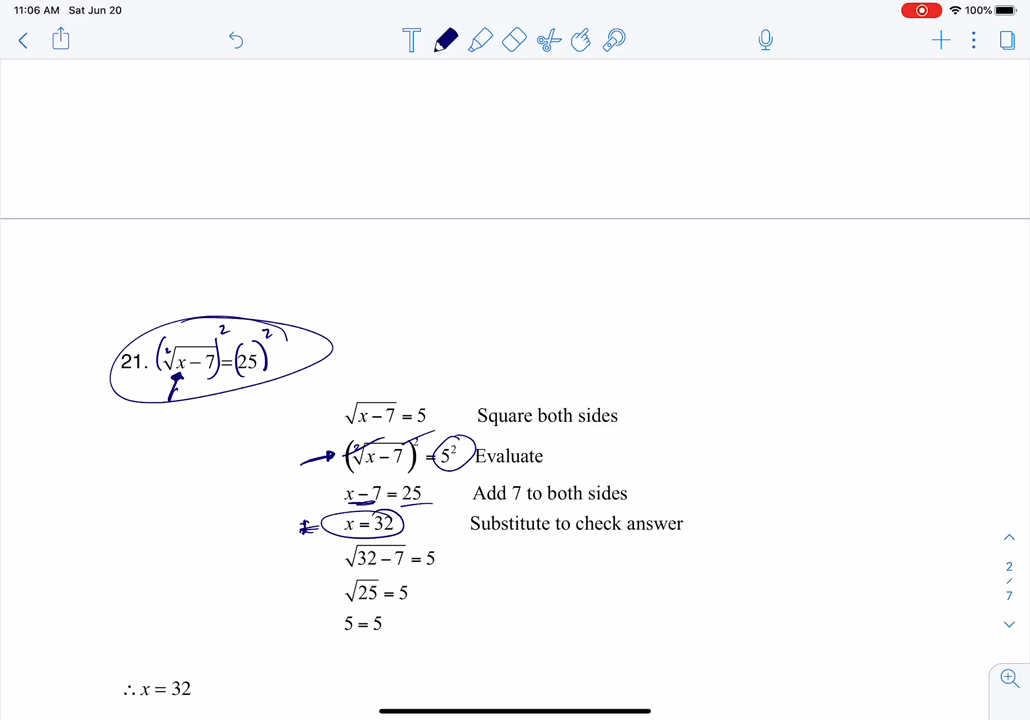 11:06 AM Sat Jun 20
100%
T
21. (²√x − 7)² = (25)²
√x − 7 = 5 Square both sides
(²√x − 7)² = 5² Evaluate
x − 7 = 25 Add 7 to both sides
x = 32 Substitute to check answer
√32 − 7 = 5
√25 = 5
5 = 5
∴ x = 32
2
/
7